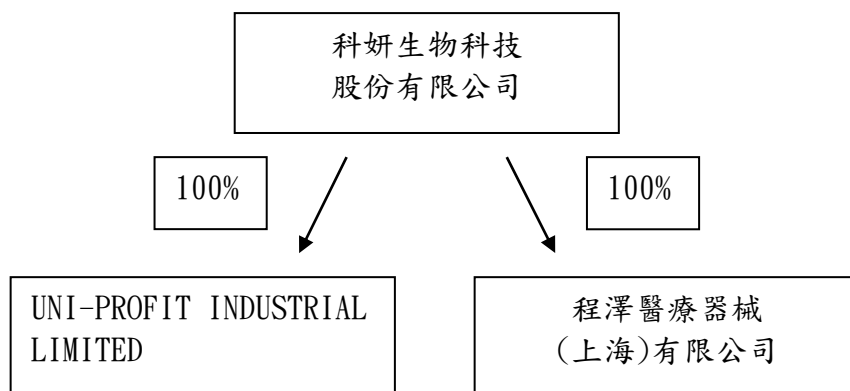 科妍生物科技
股份有限公司
100%
100%
UNI-PROFIT INDUSTRIAL
LIMITED
程澤醫療器械
(上海)有限公司